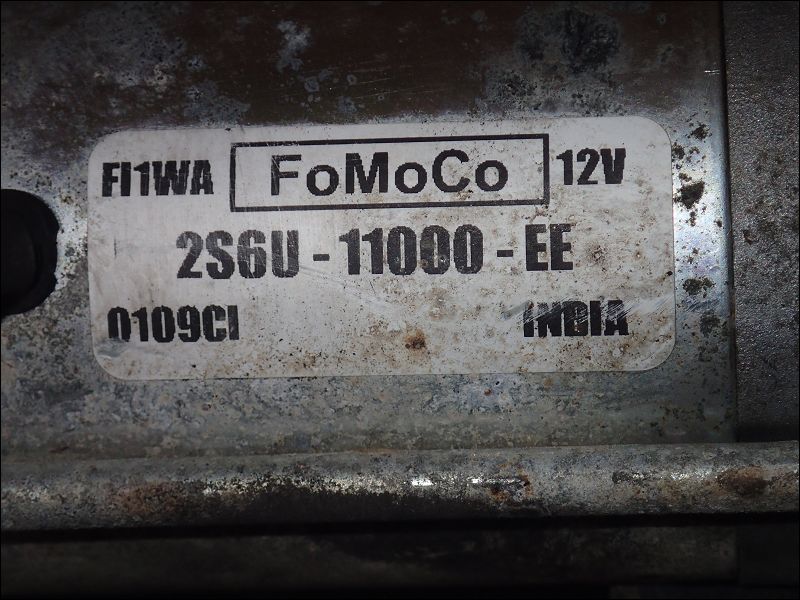 FI1WA FoMoCo 12V
2S6U - 11000 - EE
0109CI INDIA